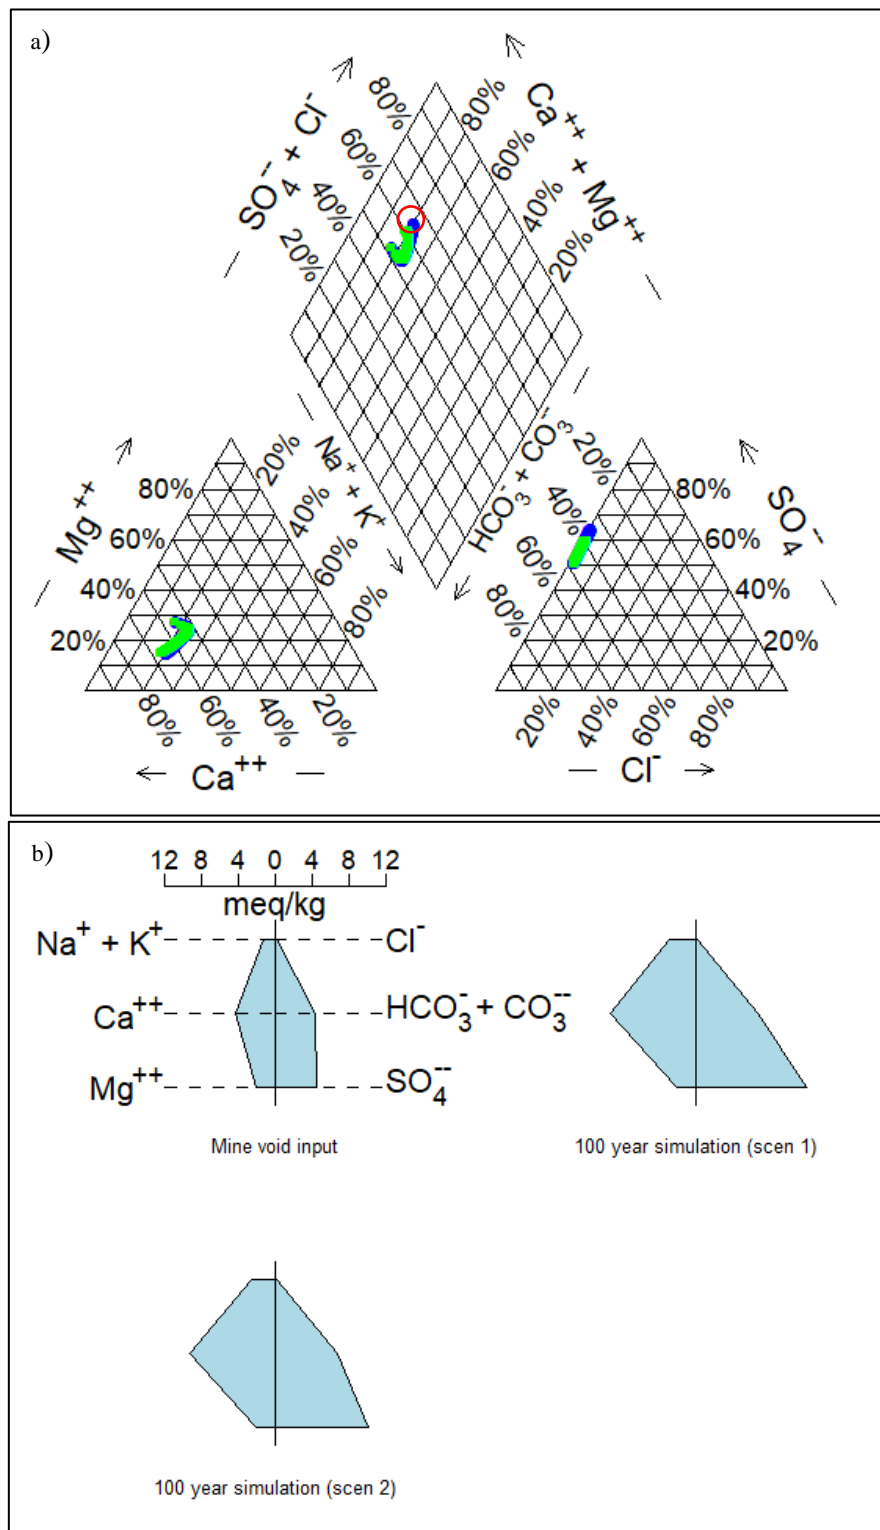 a)
SO₄⁻⁻ + Cl⁻
Ca⁺⁺ + Mg⁺⁺
80%
60%
40%
20%
80%
60%
40%
20%
Mg⁺⁺
80%
60%
40%
20%
20%
40%
60%
80%
Na⁺ + K⁺
HCO₃⁻ + CO₃⁻⁻
20%
40%
60%
80%
80%
60%
40%
20%
SO₄⁻⁻
80%
60%
40%
20%
Ca⁺⁺
20%
40%
60%
80%
Cl⁻
b)
12 8 4 0 4 8 12
meq/kg
Na⁺ + K⁺
Cl⁻
Ca⁺⁺
HCO₃⁻ + CO₃⁻⁻
Mg⁺⁺
SO₄⁻⁻
Mine void input
100 year simulation (scen 1)
100 year simulation (scen 2)